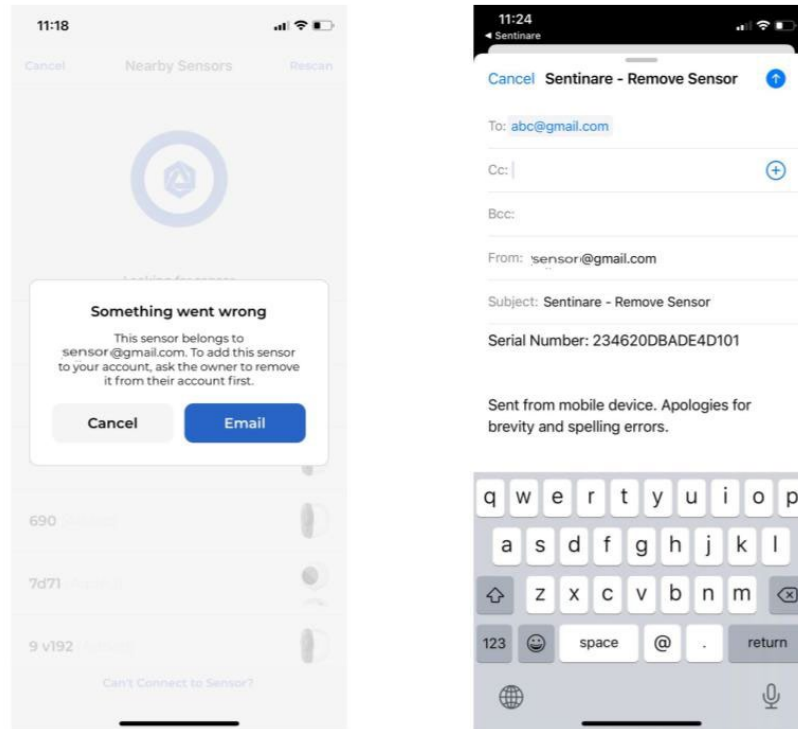 11:18
Cancel Nearby Sensors Rescan
Something went wrong
This sensor belongs to
sensor@gmail.com. To add this sensor
to your account, ask the owner to remove
it from their account first.
Cancel Email
690
7d71
9 v192
Can't Connect to Sensor?
11:24
◀ Sentinare
Cancel Sentinare - Remove Sensor
To: abc@gmail.com
Cc:
Bcc:
From: sensor@gmail.com
Subject: Sentinare - Remove Sensor
Serial Number: 234620DBADE4D101
Sent from mobile device. Apologies for
brevity and spelling errors.
q w e r t y u i o p
a s d f g h j k l
z x c v b n m
123 space @ . return